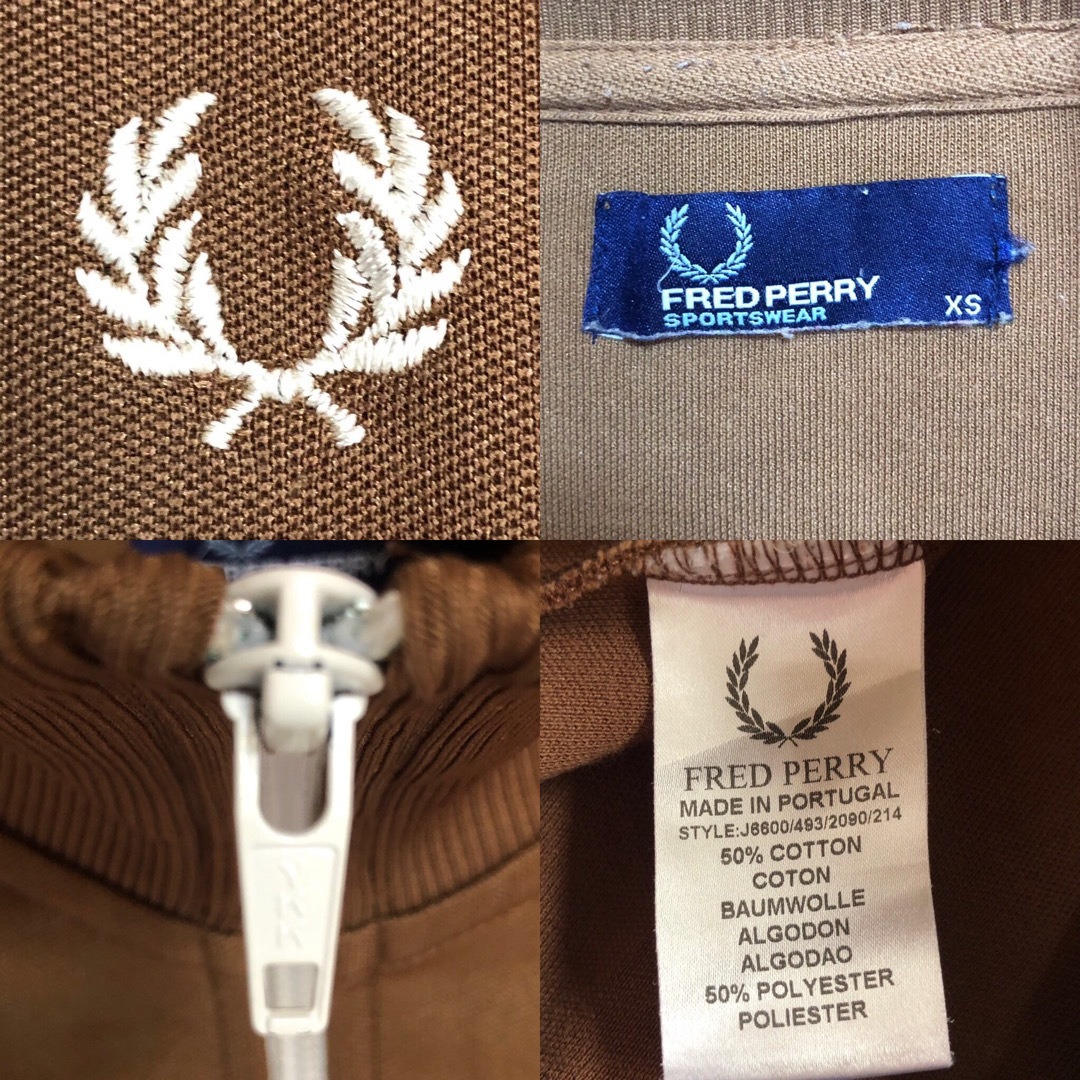 FRED PERRY
SPORTSWEAR
XS
YKK
FRED PERRY
MADE IN PORTUGAL
STYLE:J6600/493/2090/214
50% COTTON
COTON
BAUMWOLLE
ALGODON
ALGODAO
50% POLYESTER
POLIESTER